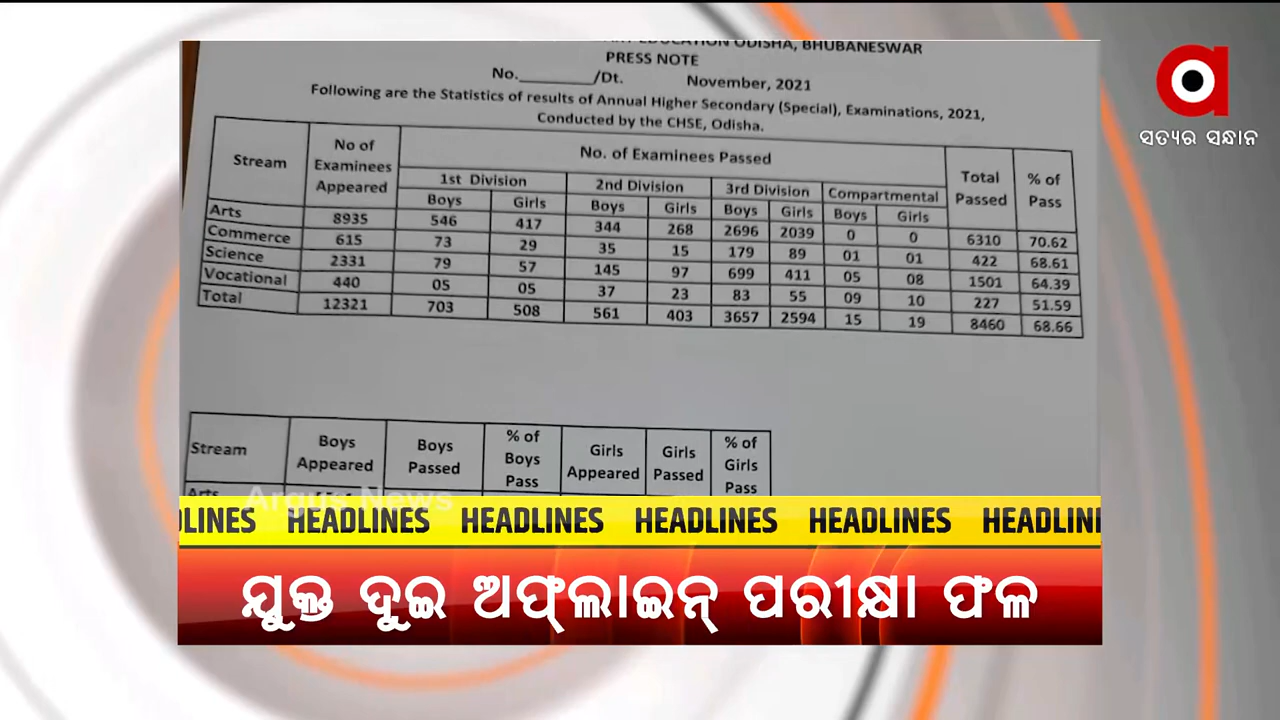 EDUCATION ODISHA, BHUBANESWAR
PRESS NOTE
No.________/Dt. November, 2021
Following are the Statistics of results of Annual Higher Secondary (Special), Examinations, 2021,
Conducted by the CHSE, Odisha.
Stream No of Examinees Appeared No. of Examinees Passed Total Passed % of Pass
1st Division 2nd Division 3rd Division Compartmental
Boys Girls Boys Girls Boys Girls Boys Girls
Arts 8935 546 417 344 268 2696 2039 0 0 6310 70.62
Commerce 615 73 29 35 15 179 89 01 01 422 68.61
Science 2331 79 57 145 97 699 411 05 08 1501 64.39
Vocational 440 05 05 37 23 83 55 09 10 227 51.59
Total 12321 703 508 561 403 3657 2594 15 19 8460 68.66
Stream Boys Appeared Boys Passed % of Boys Pass Girls Appeared Girls Passed % of Girls Pass
Arts
Argus News
HEADLINES HEADLINES HEADLINES HEADLINES
ଯୁକ୍ତ ଦୁଇ ଅଫ୍‌ଲାଇନ୍ ପରୀକ୍ଷା ଫଳ
a
ସତ୍ୟର ସନ୍ଧାନ